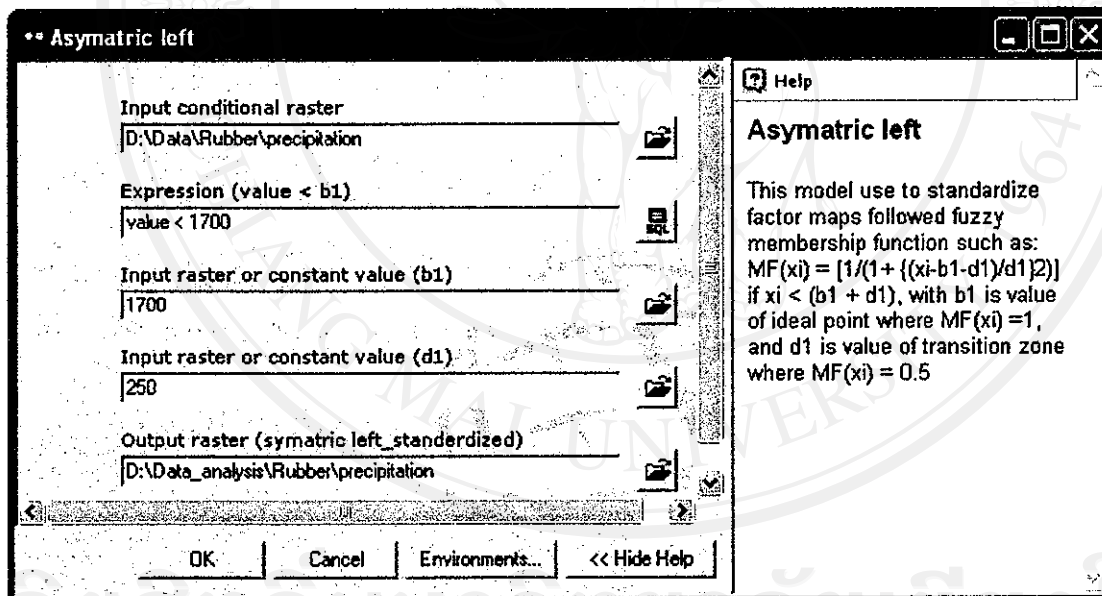 Asymatric left
Input conditional raster
D:\Data\Rubber\precipitation
Expression (value < b1)
value < 1700
SQL
Input raster or constant value (b1)
1700
Input raster or constant value (d1)
250
Output raster (symatric left_standerdized)
D:\Data_analysis\Rubber\precipitation
OK
Cancel
Environments...
<< Hide Help
Help
Asymatric left
This model use to standardize
factor maps followed fuzzy
membership function such as:
MF(xi) = [1/(1+ {(xi-b1-d1)/d1}2)]
if xi < (b1 + d1), with b1 is value
of ideal point where MF(xi) =1,
and d1 is value of transition zone
where MF(xi) = 0.5